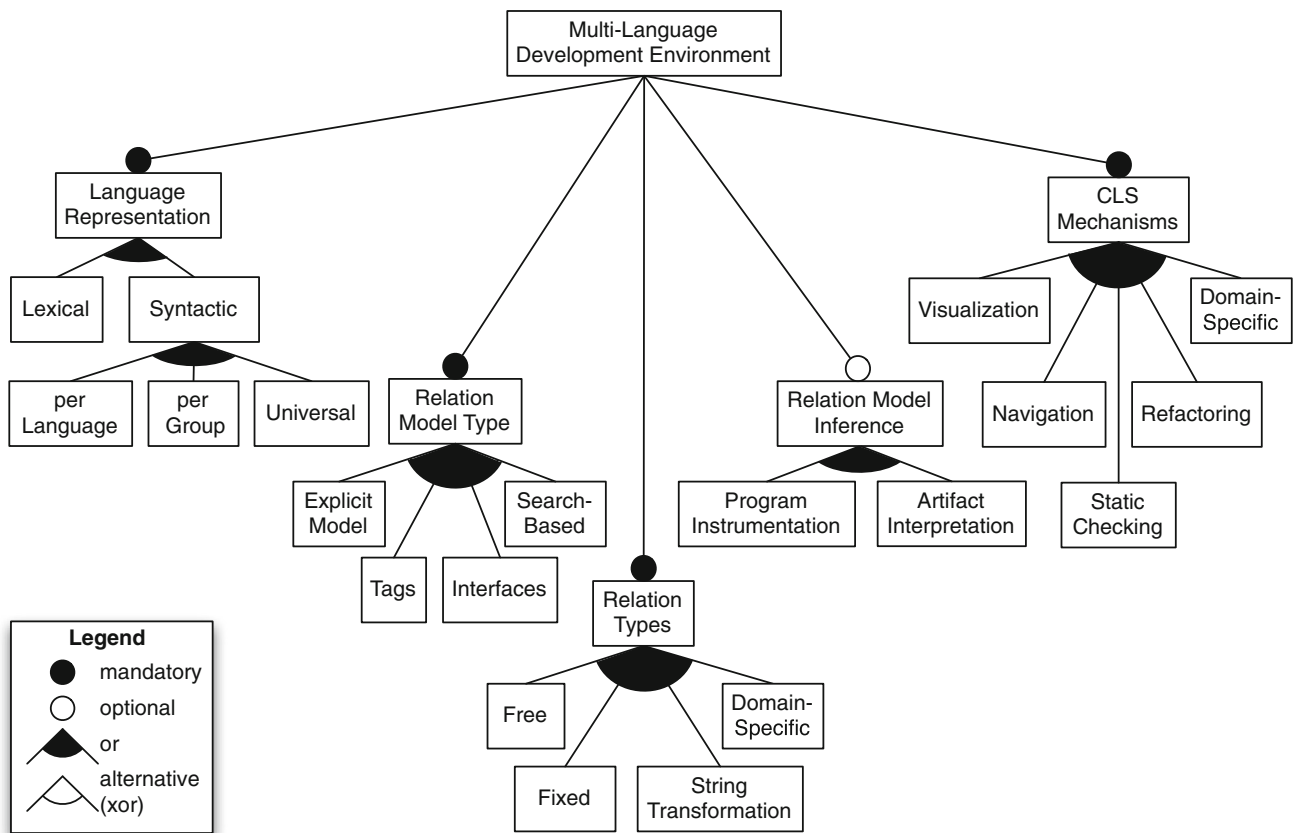 Multi-Language
Development Environment
Language
Representation
CLS
Mechanisms
Lexical
Syntactic
Visualization
Domain-
Specific
per
Language
per
Group
Universal
Relation
Model Type
Relation Model
Inference
Navigation
Refactoring
Explicit
Model
Search-
Based
Program
Instrumentation
Artifact
Interpretation
Static
Checking
Tags
Interfaces
Relation
Types
Free
Domain-
Specific
Fixed
String
Transformation
Legend
mandatory
optional
or
alternative
(xor)